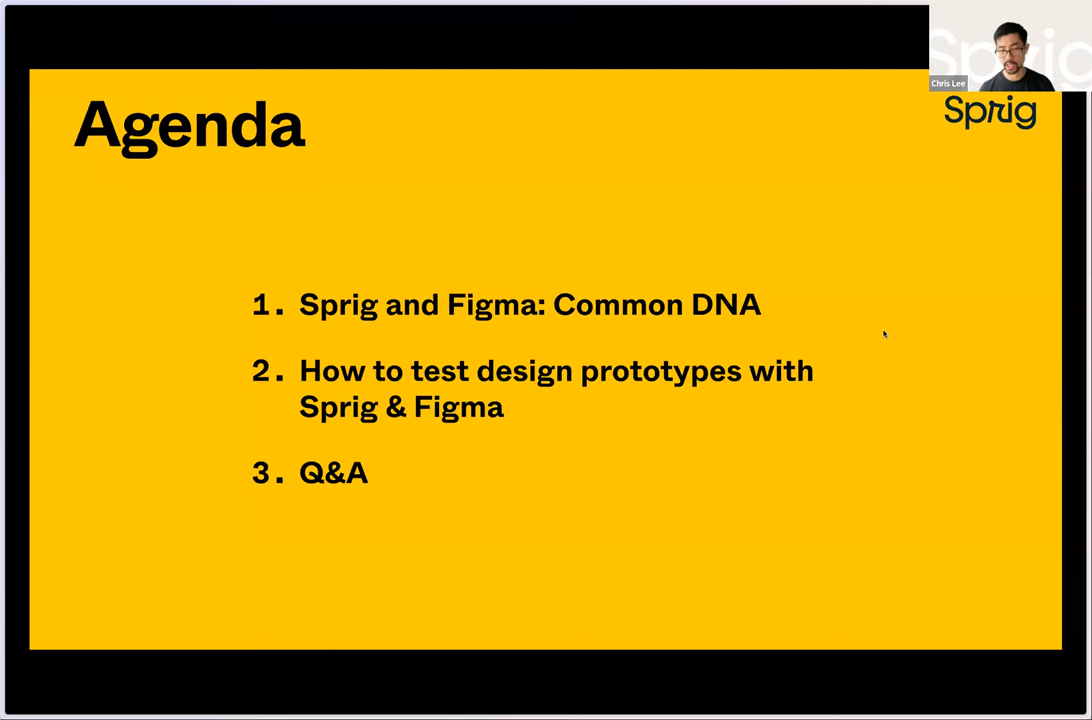 Sprig
Chris Lee
Agenda
Sprig
1. Sprig and Figma: Common DNA
2. How to test design prototypes with
Sprig & Figma
3. Q&A